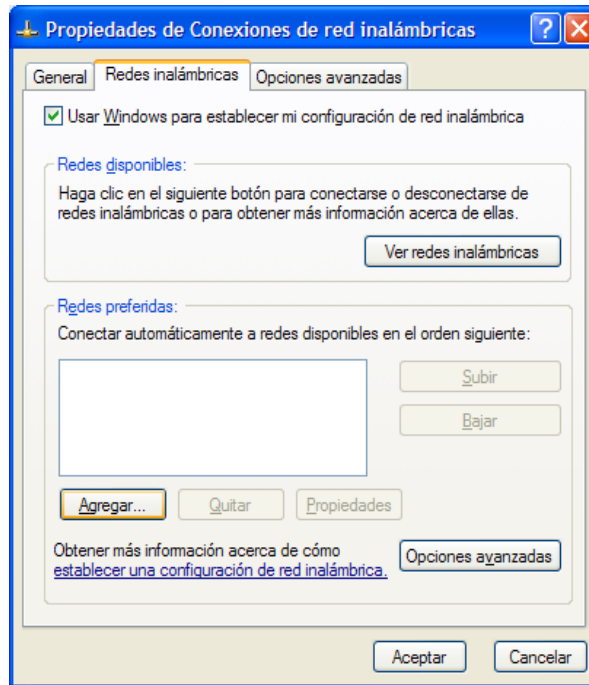 Propiedades de Conexiones de red inalámbricas
General
Redes inalámbricas
Opciones avanzadas
Usar Windows para establecer mi configuración de red inalámbrica
Redes disponibles:
Haga clic en el siguiente botón para conectarse o desconectarse de
redes inalámbricas o para obtener más información acerca de ellas.
Ver redes inalámbricas
Redes preferidas:
Conectar automáticamente a redes disponibles en el orden siguiente:
Subir
Bajar
Agregar...
Quitar
Propiedades
Obtener más información acerca de cómo
establecer una configuración de red inalámbrica.
Opciones avanzadas
Aceptar
Cancelar